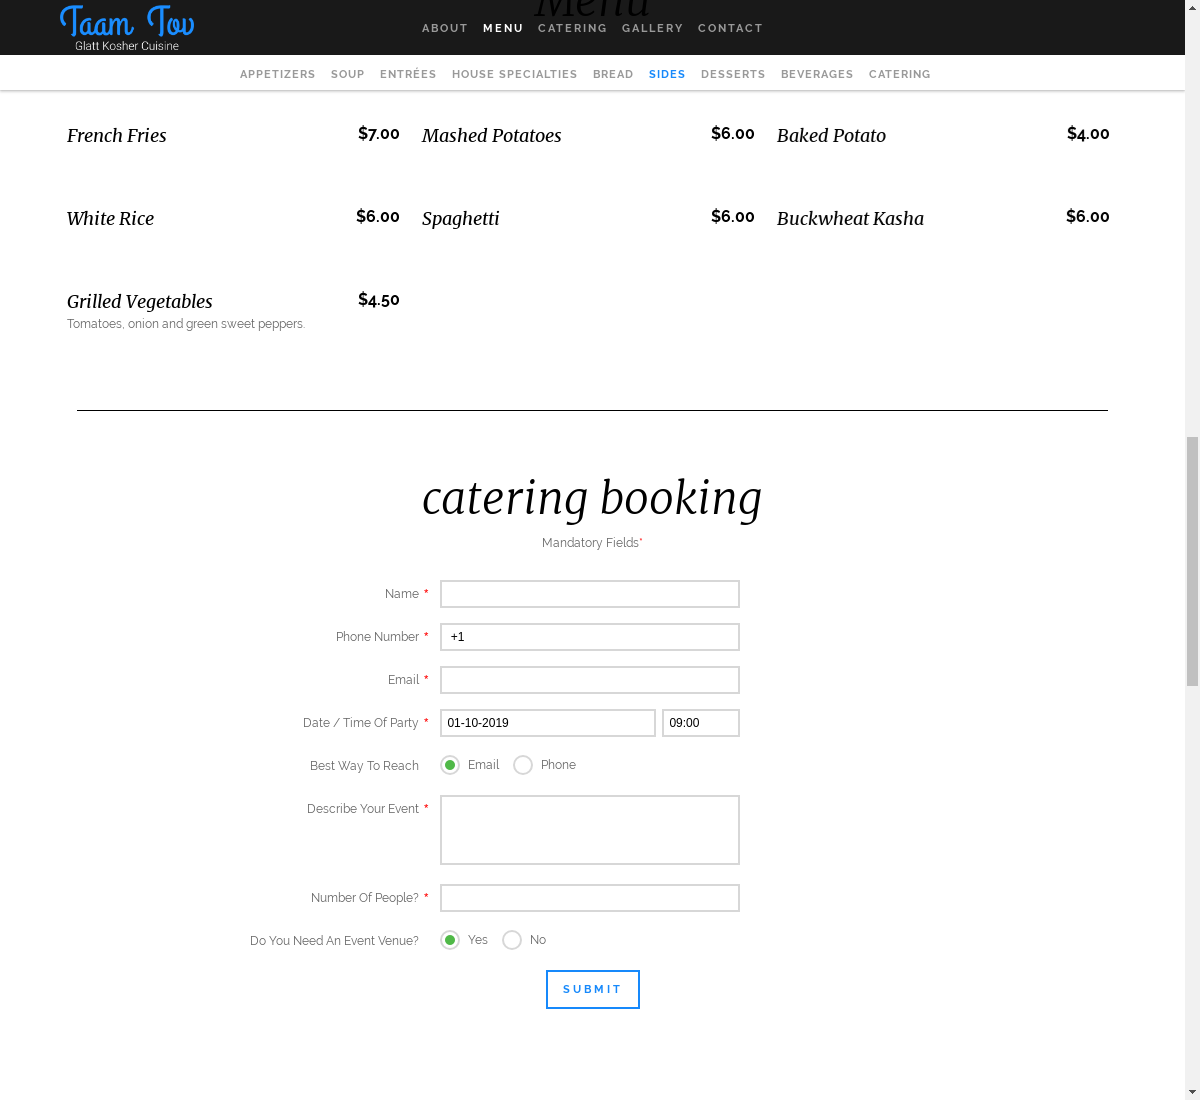 Menu
Taam Tov
Glatt Kosher Cuisine
ABOUT MENU CATERING GALLERY CONTACT
APPETIZERS SOUP ENTRÉES HOUSE SPECIALTIES BREAD SIDES DESSERTS BEVERAGES CATERING
French Fries $7.00 Mashed Potatoes $6.00 Baked Potato $4.00
White Rice $6.00 Spaghetti $6.00 Buckwheat Kasha $6.00
Grilled Vegetables $4.50
Tomatoes, onion and green sweet peppers.
catering booking
Mandatory Fields*
Name *
Phone Number * +1
Email *
Date / Time Of Party * 01-10-2019 09:00
Best Way To Reach Email Phone
Describe Your Event *
Number Of People? *
Do You Need An Event Venue? Yes No
SUBMIT